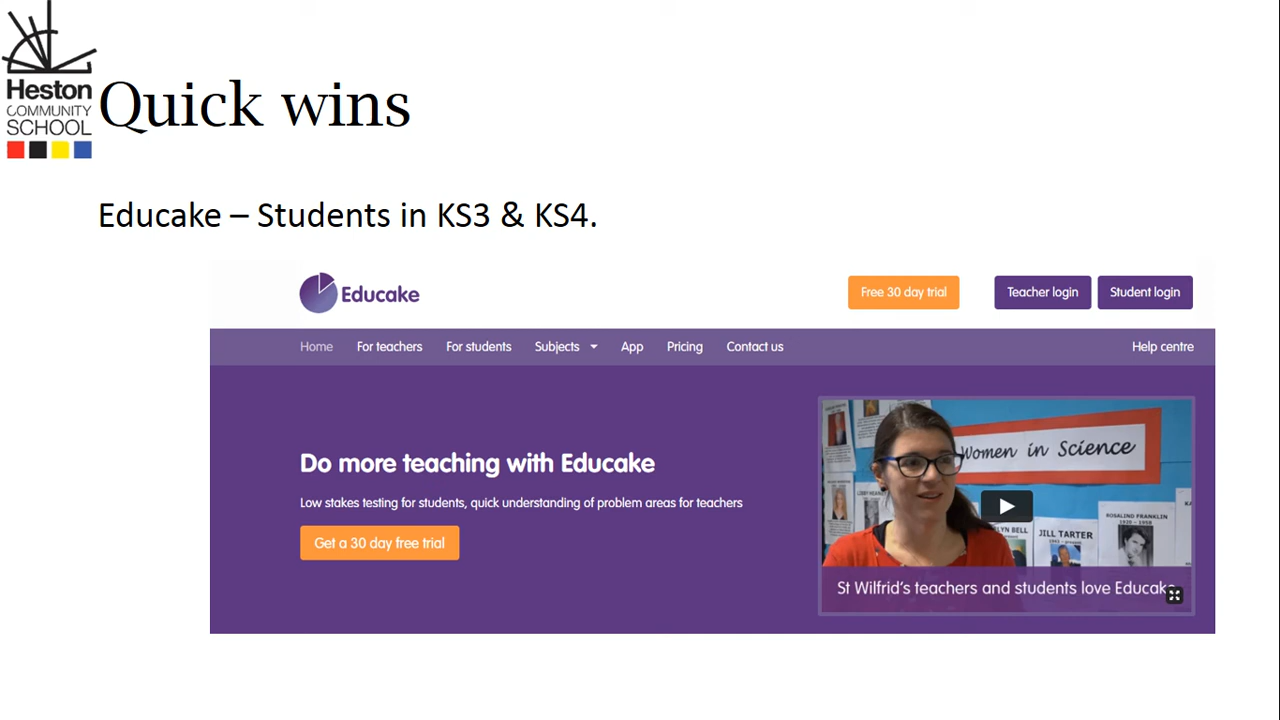 Heston
COMMUNITY
SCHOOL
Quick wins
Educake – Students in KS3 & KS4.
Educake
Free 30 day trial
Teacher login
Student login
Home
For teachers
For students
Subjects
App
Pricing
Contact us
Help centre
Do more teaching with Educake
Low stakes testing for students, quick understanding of problem areas for teachers
Get a 30 day free trial
Women in Science
ROSALIND FRANKLIN
JILL TARTER
BELL
St Wilfrid's teachers and students love Educake